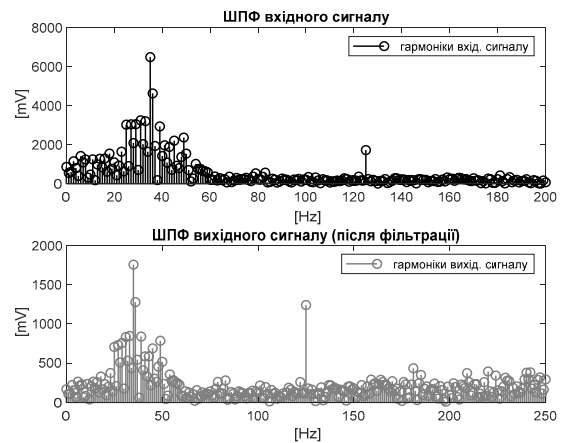 ШПФ вхідного сигналу
8000
6000
4000
2000
0
[mV]
гармоніки вхід. сигналу
0 20 40 60 80 100 120 140 160 180 200
[Hz]
ШПФ вихідного сигналу (після фільтрації)
2000
1500
1000
500
0
[mV]
гармоніки вихід. сигналу
0 50 100 150 200 250
[Hz]